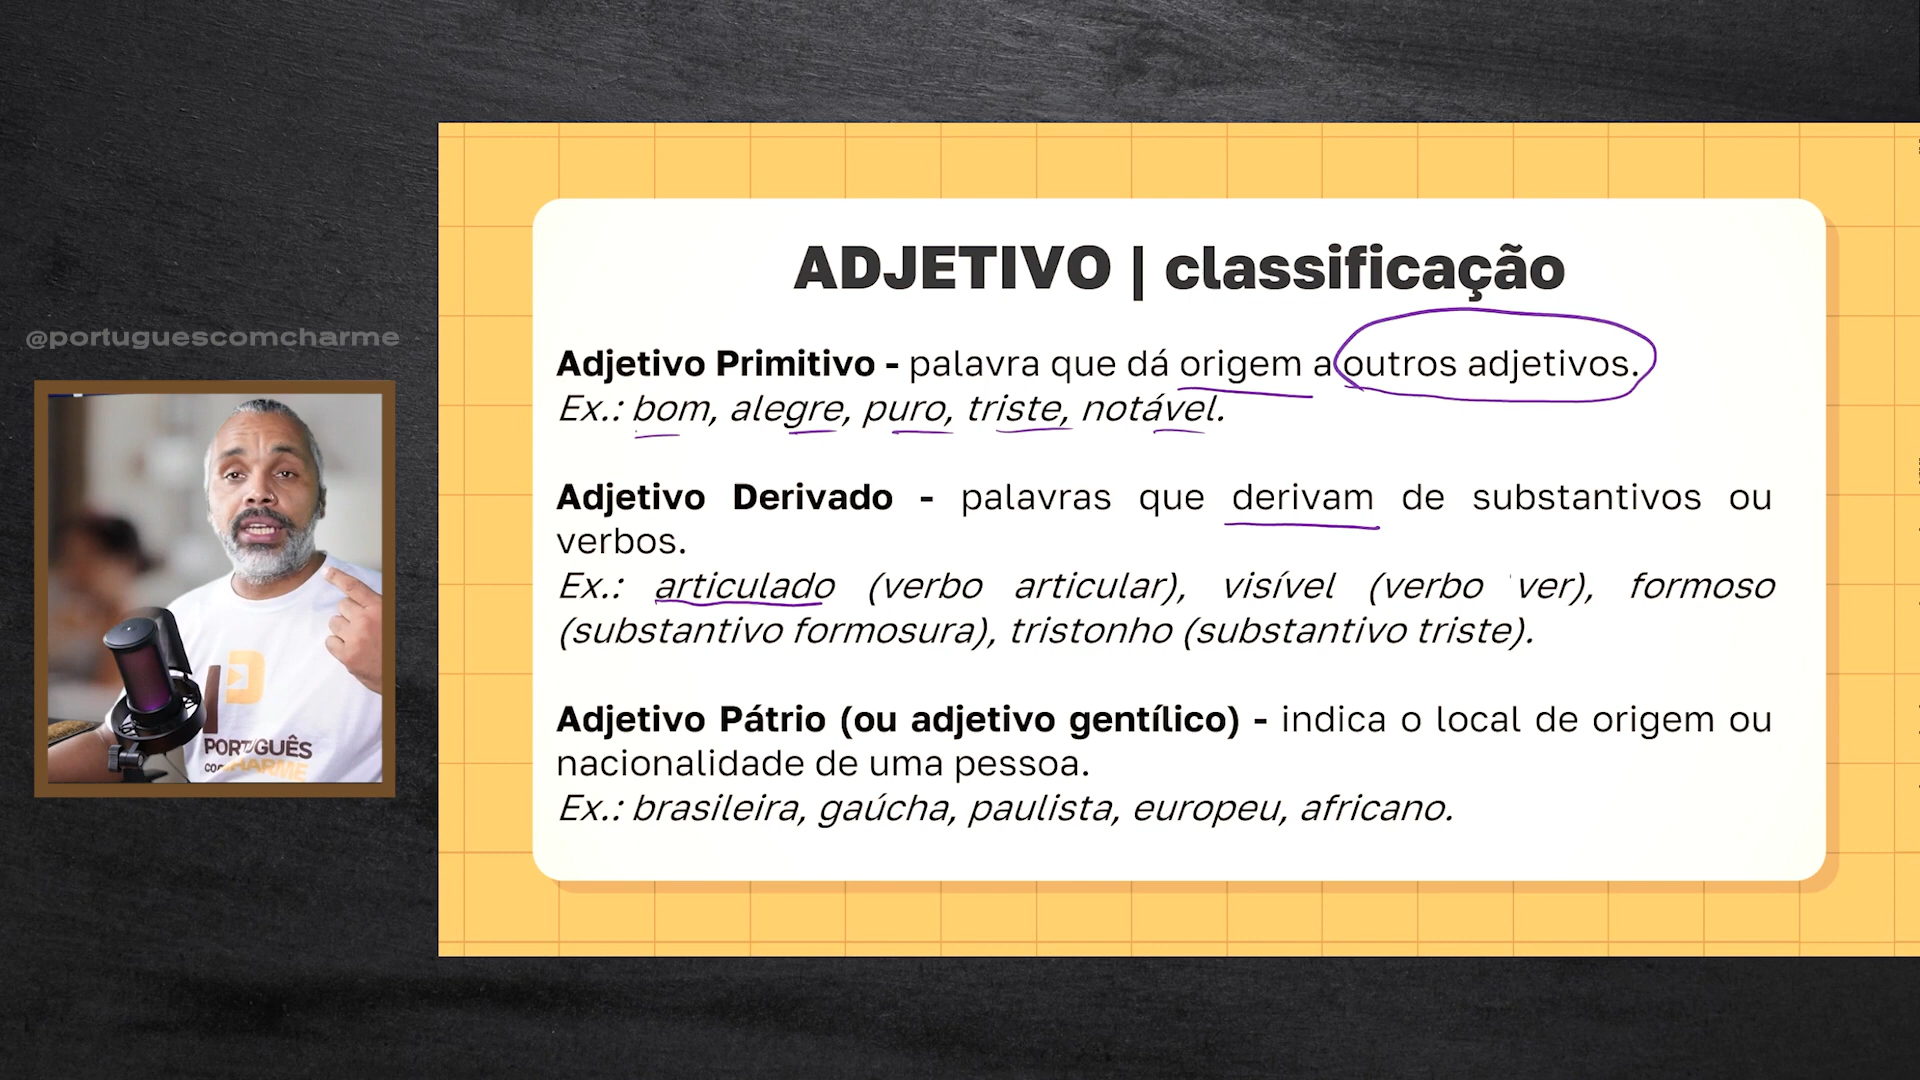 ADJETIVO | classificação
@portuguescomcharme
Adjetivo Primitivo - palavra que dá origem a outros adjetivos.
Ex.: bom, alegre, puro, triste, notável.
Adjetivo Derivado - palavras que derivam de substantivos ou
verbos.
Ex.: articulado (verbo articular), visível (verbo ver), formoso
(substantivo formosura), tristonho (substantivo triste).
Adjetivo Pátrio (ou adjetivo gentílico) - indica o local de origem ou
nacionalidade de uma pessoa.
Ex.: brasileira, gaúcha, paulista, europeu, africano.
PORTUGUÊS
COM CHARME